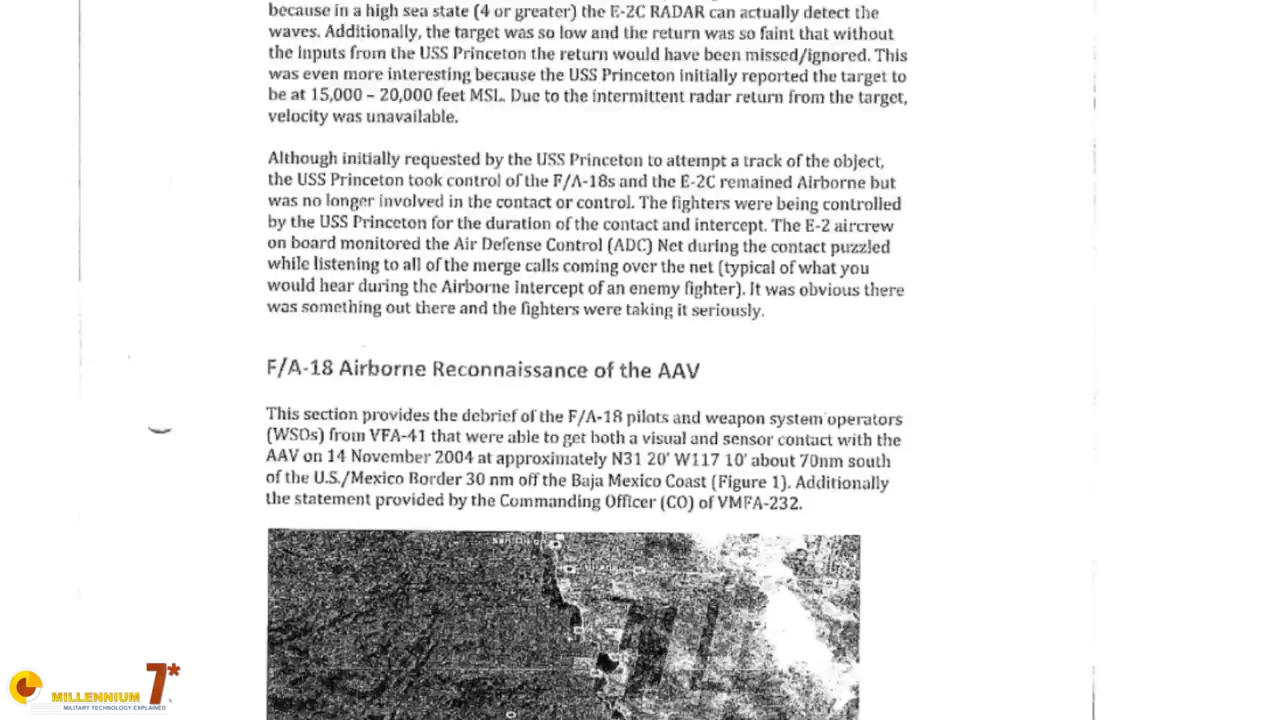 because in a high sea state (4 or greater) the E-2C RADAR can actually detect the
waves. Additionally, the target was so low and the return was so faint that without
the inputs from the USS Princeton the return would have been missed/ignored. This
was even more interesting because the USS Princeton initially reported the target to
be at 15,000 – 20,000 feet MSL. Due to the intermittent radar return from the target,
velocity was unavailable.
Although initially requested by the USS Princeton to attempt a track of the object,
the USS Princeton took control of the F/A-18s and the E-2C remained Airborne but
was no longer involved in the contact or control. The fighters were being controlled
by the USS Princeton for the duration of the contact and intercept. The E-2 aircrew
on board monitored the Air Defense Control (ADC) Net during the contact puzzled
while listening to all of the merge calls coming over the net (typical of what you
would hear during the Airborne Intercept of an enemy fighter). It was obvious there
was something out there and the fighters were taking it seriously.
F/A-18 Airborne Reconnaissance of the AAV
This section provides the debrief of the F/A-18 pilots and weapon system operators
(WSOs) from VFA-41 that were able to get both a visual and sensor contact with the
AAV on 14 November 2004 at approximately N31 20' W117 10' about 70nm south
of the U.S./Mexico Border 30 nm off the Baja Mexico Coast (Figure 1). Additionally
the statement provided by the Commanding Officer (CO) of VMFA-232.
MILLENNIUM 7*
MILITARY TECHNOLOGY EXPLAINED